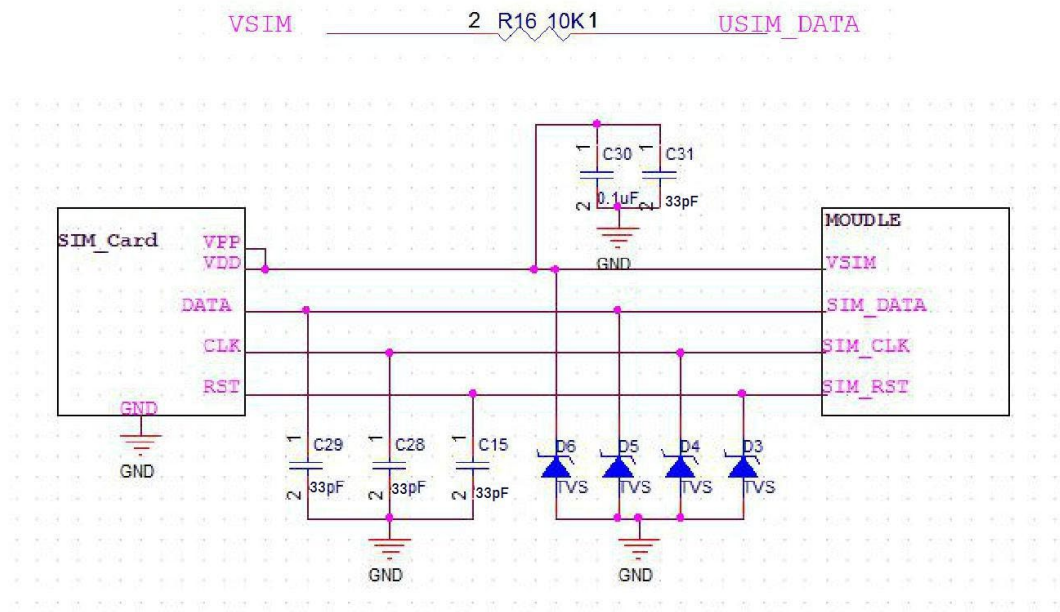 VSIM 2 R16 10K 1 USIM_DATA
1 C30 1 C31
2 0.1uF 2 33pF
GND
SIM_Card
VPP
VDD
DATA
CLK
RST
GND
GND
MOUDLE
VSIM
SIM_DATA
SIM_CLK
SIM_RST
1 C29 1 C28 1 C15
2 33pF 2 33pF 2 33pF
GND
D6 D5 D4 D3
TVS TVS TVS TVS
GND